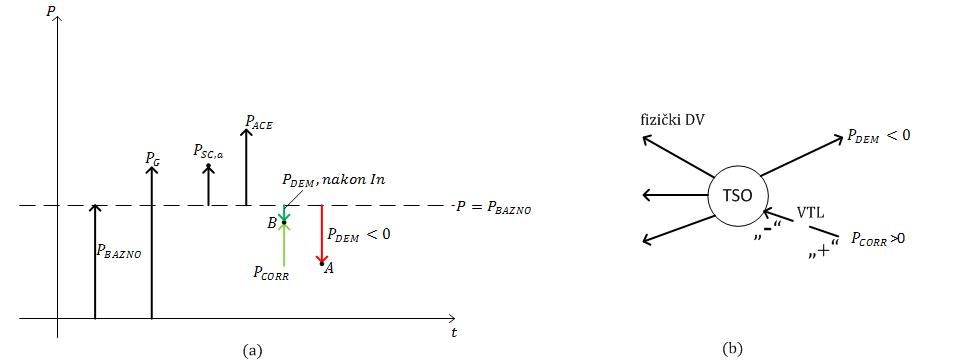 P
P_ACE
P_SC,a
P_G
P_DEM, nakon In
P = P_BAZNO
B
P_BAZNO
P_DEM < 0
P_CORR
A
t
(a)
fizički DV
P_DEM < 0
TSO
VTL
„-“
P_CORR >0
„+“
(b)